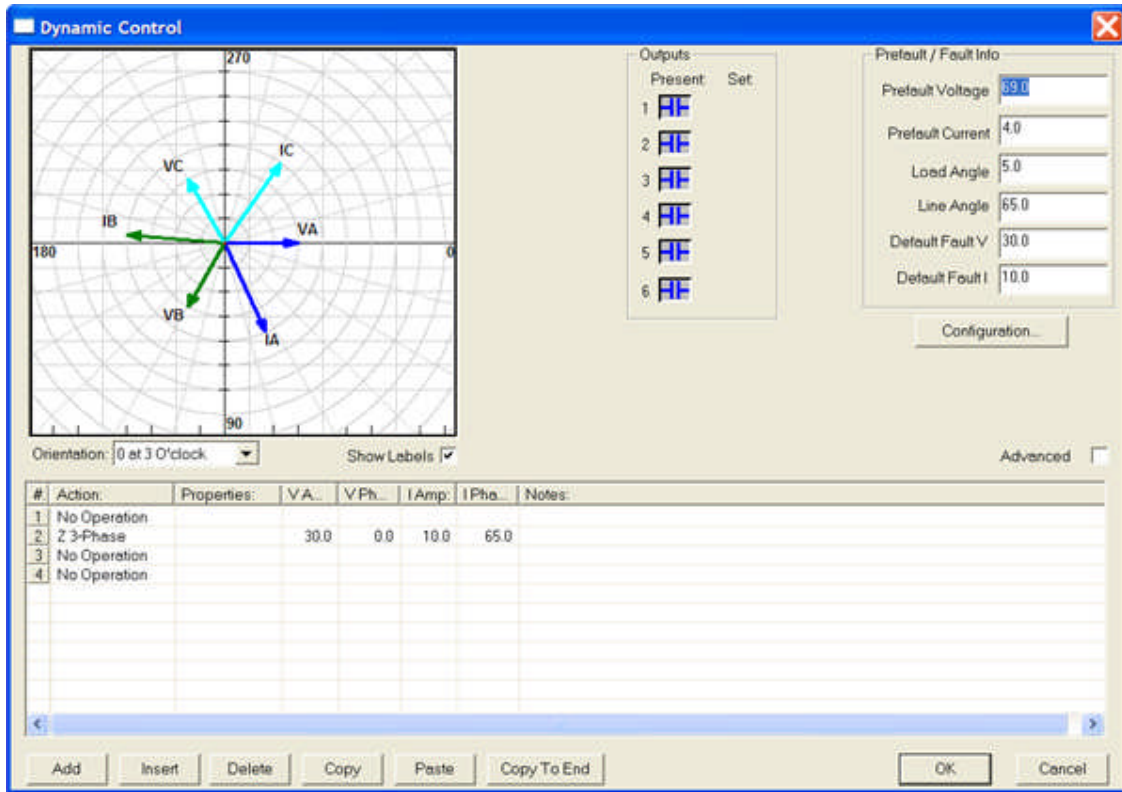 Dynamic Control
270
VC
IC
IB
VA
180
0
VB
IA
90
Orientation: 0 at 3 O'clock
Show Labels
Outputs
Present Set
1
2
3
4
5
6
Prefault / Fault Info
Prefault Voltage 69.0
Prefault Current 4.0
Load Angle 5.0
Line Angle 65.0
Default Fault V 30.0
Default Fault I 10.0
Configuration...
Advanced
#. Action: Properties: V A... V Ph... I Amp: I Pha... Notes:
1 No Operation
2 Z 3-Phase 30.0 0.0 10.0 65.0
3 No Operation
4 No Operation
Add Insert Delete Copy Paste Copy To End OK Cancel